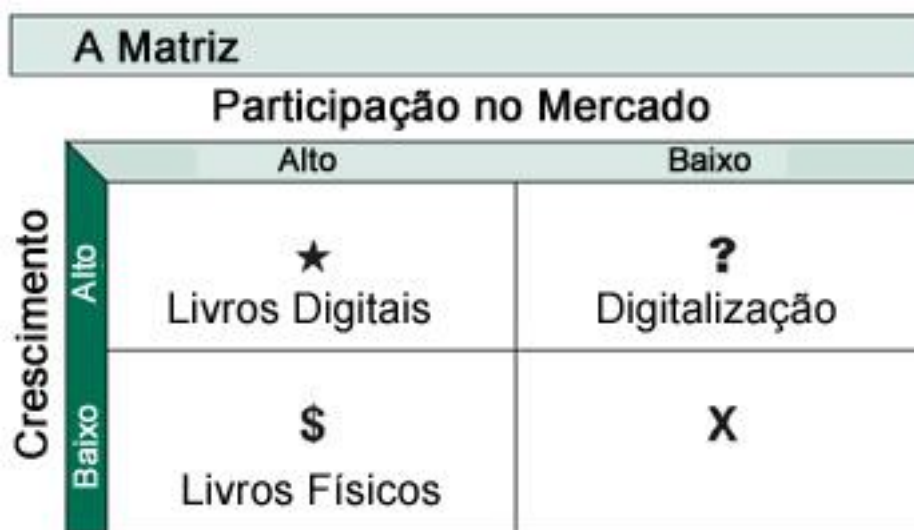 A Matriz
Participação no Mercado
Alto Baixo
Crescimento
Alto
★ ?
Livros Digitais Digitalização
Baixo
$ X
Livros Físicos